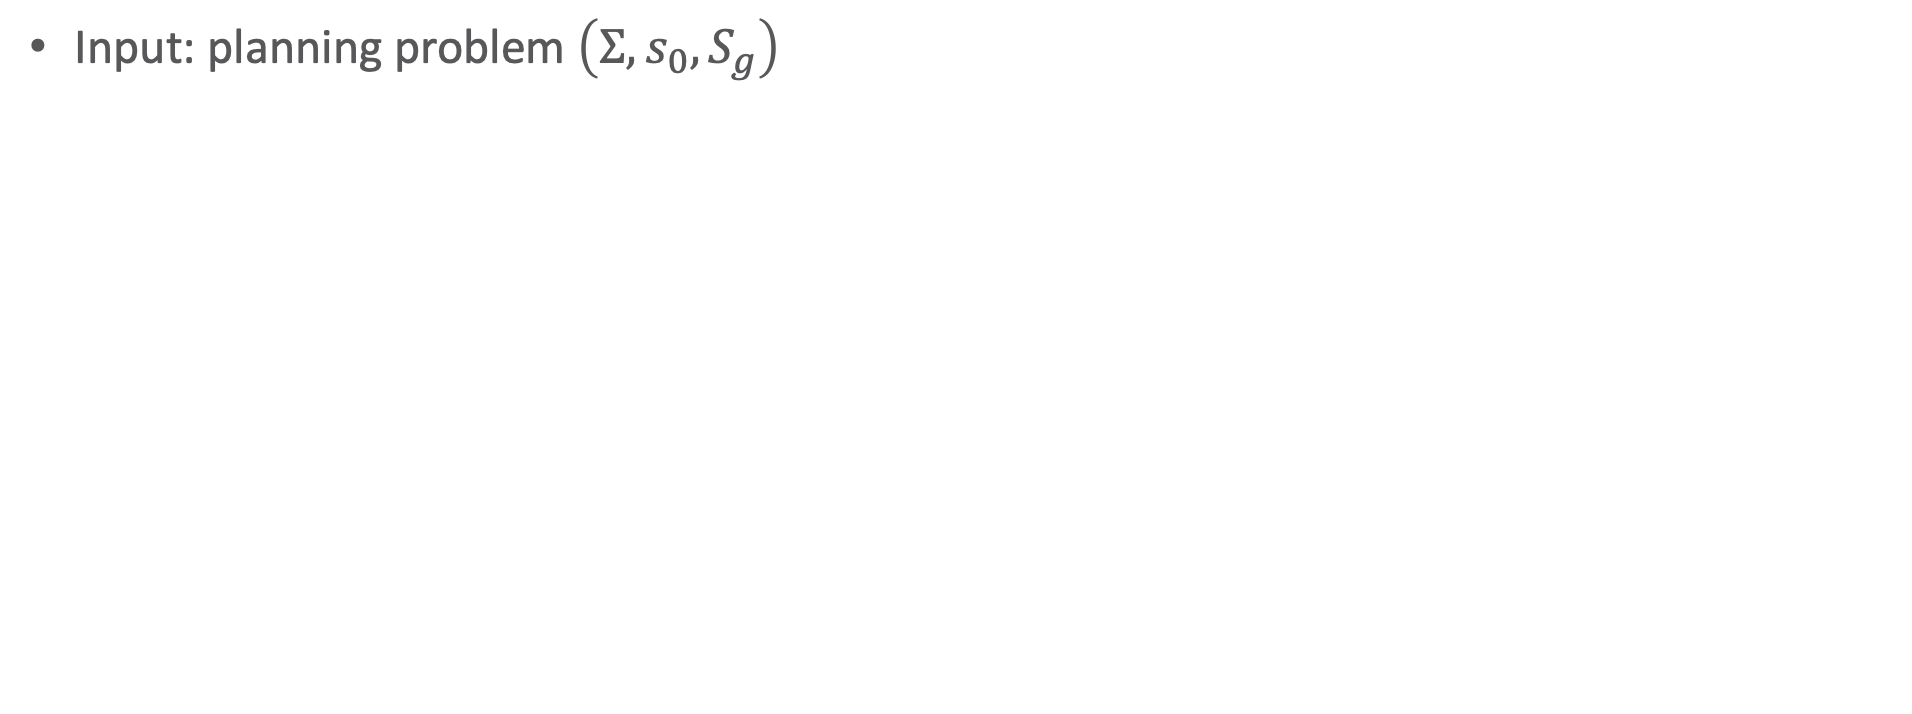 • Input: planning problem (Σ, s₀, S_g)